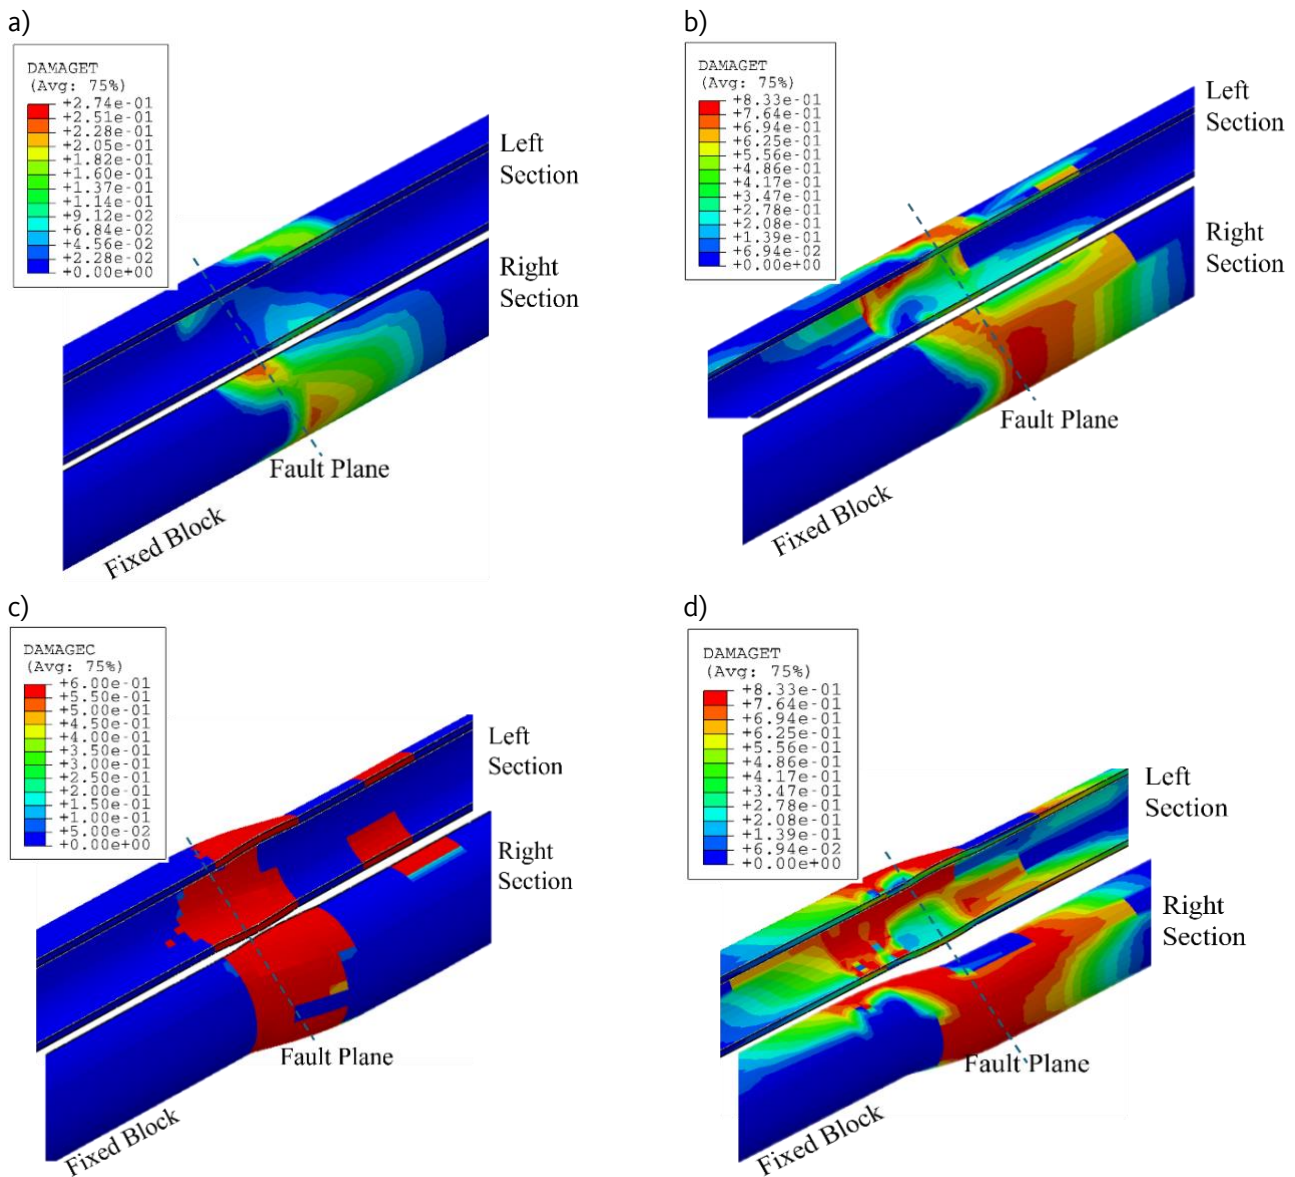 a)
DAMAGET
(Avg: 75%)
+2.74e-01
+2.51e-01
+2.28e-01
+2.05e-01
+1.82e-01
+1.60e-01
+1.37e-01
+1.14e-01
+9.12e-02
+6.84e-02
+4.56e-02
+2.28e-02
+0.00e+00
Left
Section
Right
Section
Fault Plane
Fixed Block
b)
DAMAGET
(Avg: 75%)
+8.33e-01
+7.64e-01
+6.94e-01
+6.25e-01
+5.56e-01
+4.86e-01
+4.17e-01
+3.47e-01
+2.78e-01
+2.08e-01
+1.39e-01
+6.94e-02
+0.00e+00
Left
Section
Right
Section
Fault Plane
Fixed Block
c)
DAMAGEC
(Avg: 75%)
+6.00e-01
+5.50e-01
+5.00e-01
+4.50e-01
+4.00e-01
+3.50e-01
+3.00e-01
+2.50e-01
+2.00e-01
+1.50e-01
+1.00e-01
+5.00e-02
+0.00e+00
Left
Section
Right
Section
Fault Plane
Fixed Block
d)
DAMAGET
(Avg: 75%)
+8.33e-01
+7.64e-01
+6.94e-01
+6.25e-01
+5.56e-01
+4.86e-01
+4.17e-01
+3.47e-01
+2.78e-01
+2.08e-01
+1.39e-01
+6.94e-02
+0.00e+00
Left
Section
Right
Section
Fault Plane
Fixed Block